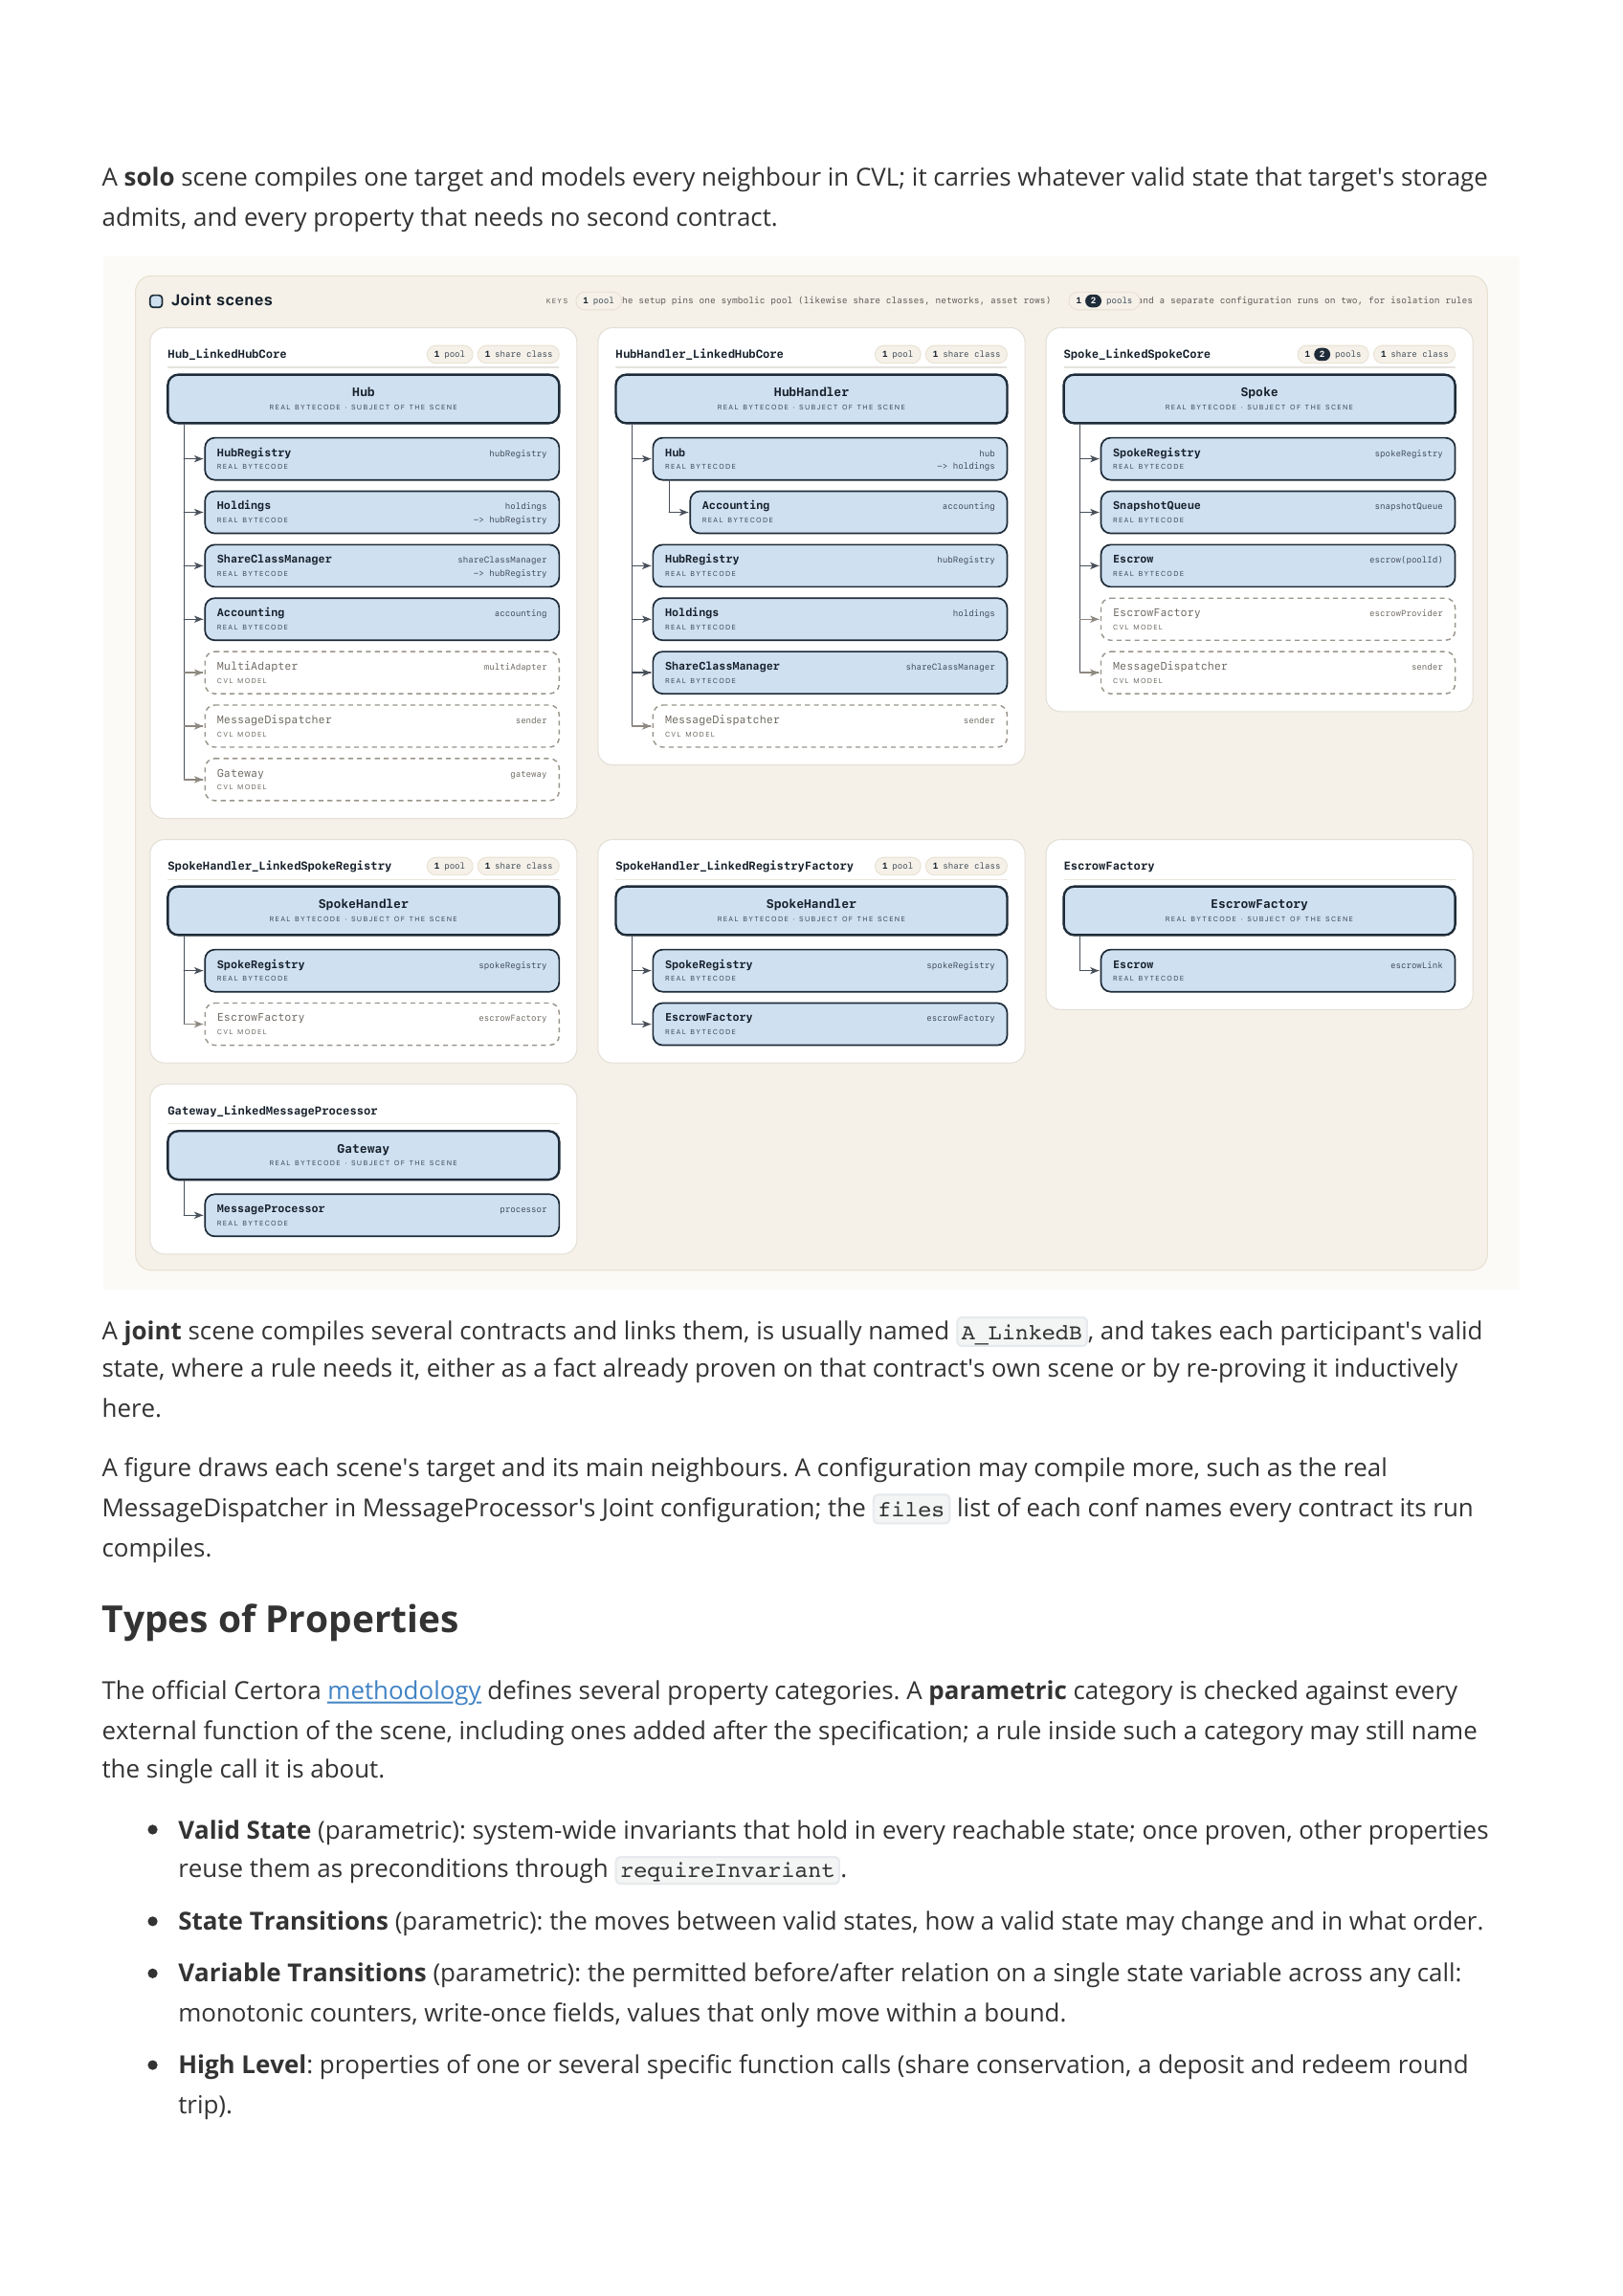 A solo scene compiles one target and models every neighbour in CVL; it carries whatever valid state that target's storage
admits, and every property that needs no second contract.
Joint scenes
KEYS 1 pool he setup pins one symbolic pool (likewise share classes, networks, asset rows) 1 2 pools nd a separate configuration runs on two, for isolation rules
Hub_LinkedHubCore 1 pool 1 share class
Hub
REAL BYTECODE · SUBJECT OF THE SCENE
HubRegistry hubRegistry
REAL BYTECODE
Holdings holdings
REAL BYTECODE —> hubRegistry
ShareClassManager shareClassManager
REAL BYTECODE —> hubRegistry
Accounting accounting
REAL BYTECODE
MultiAdapter multiAdapter
CVL MODEL
MessageDispatcher sender
CVL MODEL
Gateway gateway
CVL MODEL
HubHandler_LinkedHubCore 1 pool 1 share class
HubHandler
REAL BYTECODE · SUBJECT OF THE SCENE
Hub hub
REAL BYTECODE —> holdings
Accounting accounting
REAL BYTECODE
HubRegistry hubRegistry
REAL BYTECODE
Holdings holdings
REAL BYTECODE
ShareClassManager shareClassManager
REAL BYTECODE
MessageDispatcher sender
CVL MODEL
Spoke_LinkedSpokeCore 1 2 pools 1 share class
Spoke
REAL BYTECODE · SUBJECT OF THE SCENE
SpokeRegistry spokeRegistry
REAL BYTECODE
SnapshotQueue snapshotQueue
REAL BYTECODE
Escrow escrow(poolId)
REAL BYTECODE
EscrowFactory escrowProvider
CVL MODEL
MessageDispatcher sender
CVL MODEL
SpokeHandler_LinkedSpokeRegistry 1 pool 1 share class
SpokeHandler
REAL BYTECODE · SUBJECT OF THE SCENE
SpokeRegistry spokeRegistry
REAL BYTECODE
EscrowFactory escrowFactory
CVL MODEL
SpokeHandler_LinkedRegistryFactory 1 pool 1 share class
SpokeHandler
REAL BYTECODE · SUBJECT OF THE SCENE
SpokeRegistry spokeRegistry
REAL BYTECODE
EscrowFactory escrowFactory
REAL BYTECODE
EscrowFactory
EscrowFactory
REAL BYTECODE · SUBJECT OF THE SCENE
Escrow escrowLink
REAL BYTECODE
Gateway_LinkedMessageProcessor
Gateway
REAL BYTECODE · SUBJECT OF THE SCENE
MessageProcessor processor
REAL BYTECODE
A joint scene compiles several contracts and links them, is usually named A_LinkedB, and takes each participant's valid
state, where a rule needs it, either as a fact already proven on that contract's own scene or by re-proving it inductively
here.
A figure draws each scene's target and its main neighbours. A configuration may compile more, such as the real
MessageDispatcher in MessageProcessor's Joint configuration; the files list of each conf names every contract its run
compiles.
Types of Properties
The official Certora methodology defines several property categories. A parametric category is checked against every
external function of the scene, including ones added after the specification; a rule inside such a category may still name
the single call it is about.
• Valid State (parametric): system-wide invariants that hold in every reachable state; once proven, other properties
reuse them as preconditions through requireInvariant.
• State Transitions (parametric): the moves between valid states, how a valid state may change and in what order.
• Variable Transitions (parametric): the permitted before/after relation on a single state variable across any call:
monotonic counters, write-once fields, values that only move within a bound.
• High Level: properties of one or several specific function calls (share conservation, a deposit and redeem round
trip).